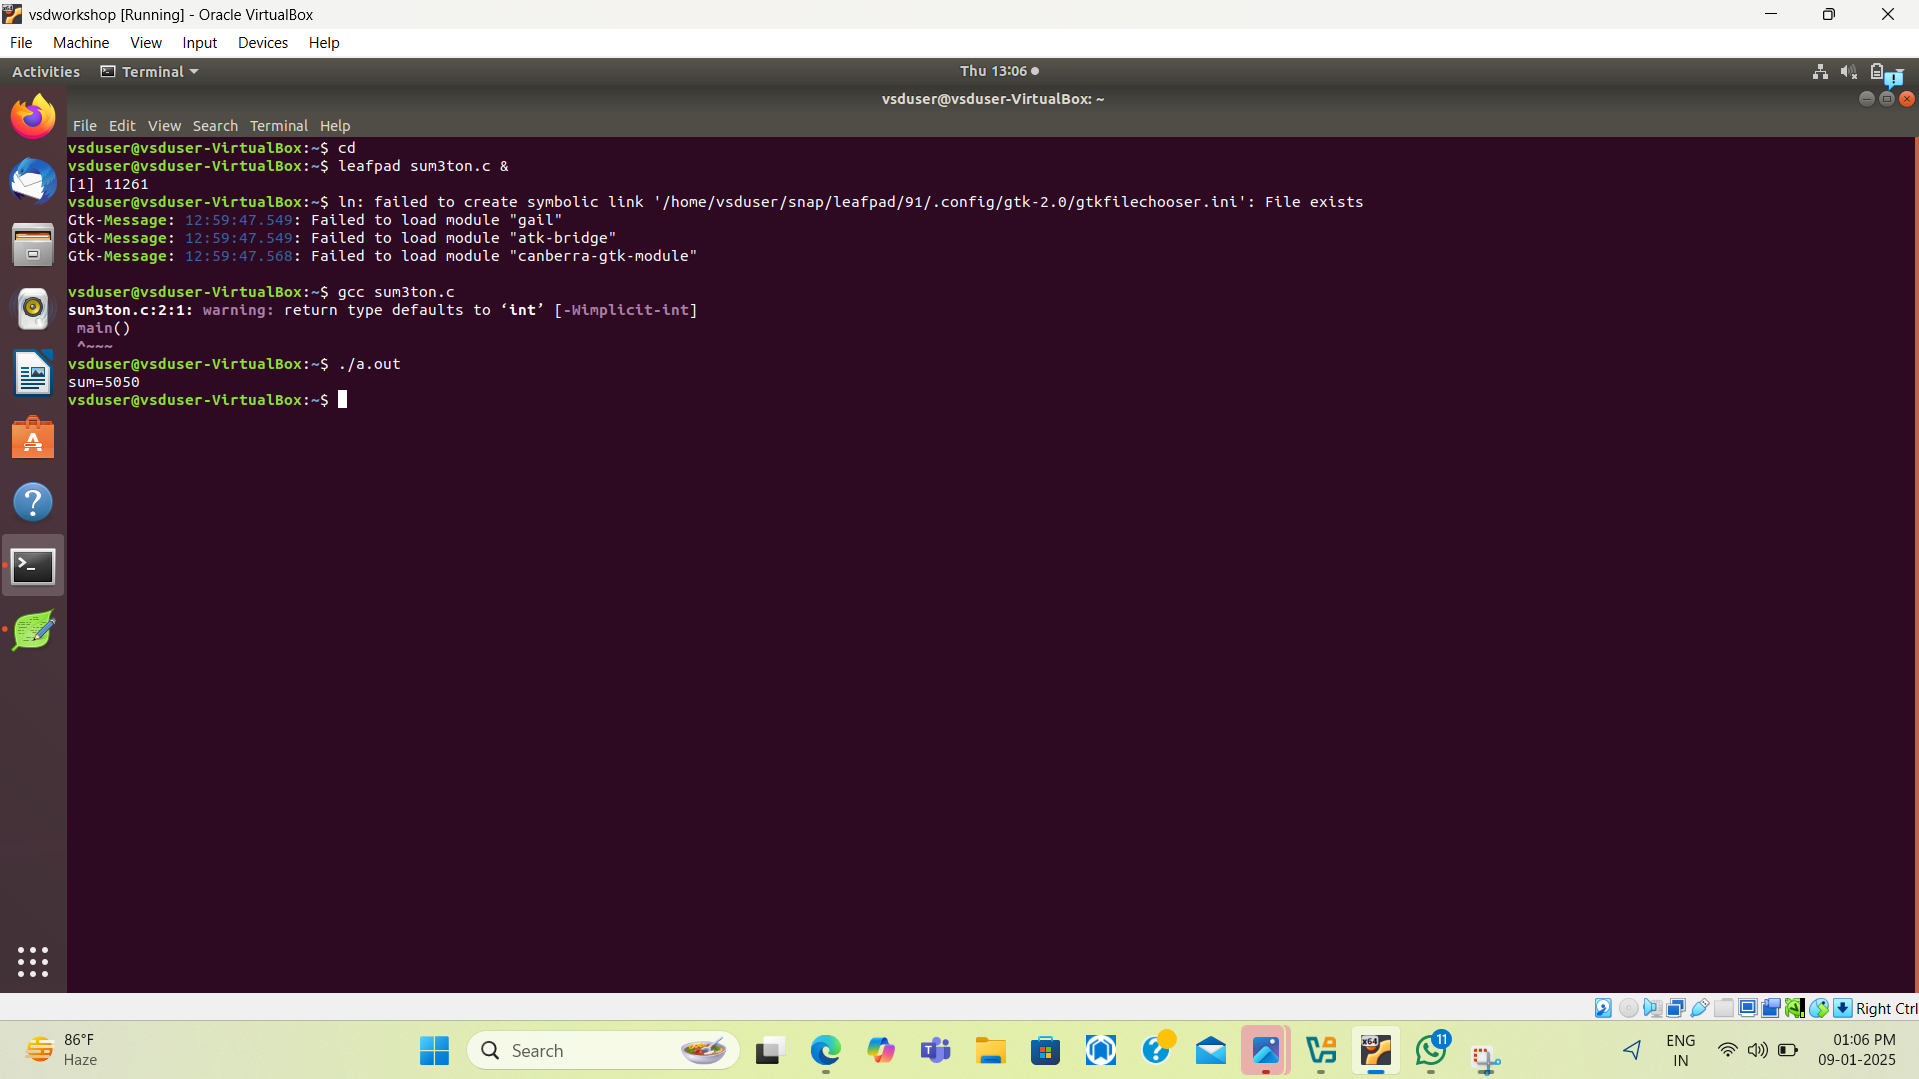 vsdworkshop [Running] - Oracle VirtualBox
File Machine View Input Devices Help
Activities Terminal Thu 13:06
vsduser@vsduser-VirtualBox: ~
File Edit View Search Terminal Help
vsduser@vsduser-VirtualBox:~$ cd
vsduser@vsduser-VirtualBox:~$ leafpad sum3ton.c &
[1] 11261
vsduser@vsduser-VirtualBox:~$ ln: failed to create symbolic link '/home/vsduser/snap/leafpad/91/.config/gtk-2.0/gtkfilechooser.ini': File exists
Gtk-Message: 12:59:47.549: Failed to load module "gail"
Gtk-Message: 12:59:47.549: Failed to load module "atk-bridge"
Gtk-Message: 12:59:47.568: Failed to load module "canberra-gtk-module"
vsduser@vsduser-VirtualBox:~$ gcc sum3ton.c
sum3ton.c:2:1: warning: return type defaults to ‘int’ [-Wimplicit-int]
main()
^~~~
vsduser@vsduser-VirtualBox:~$ ./a.out
sum=5050
vsduser@vsduser-VirtualBox:~$
Right Ctrl
86°F
Haze
Search
11
ENG
IN
01:06 PM
09-01-2025